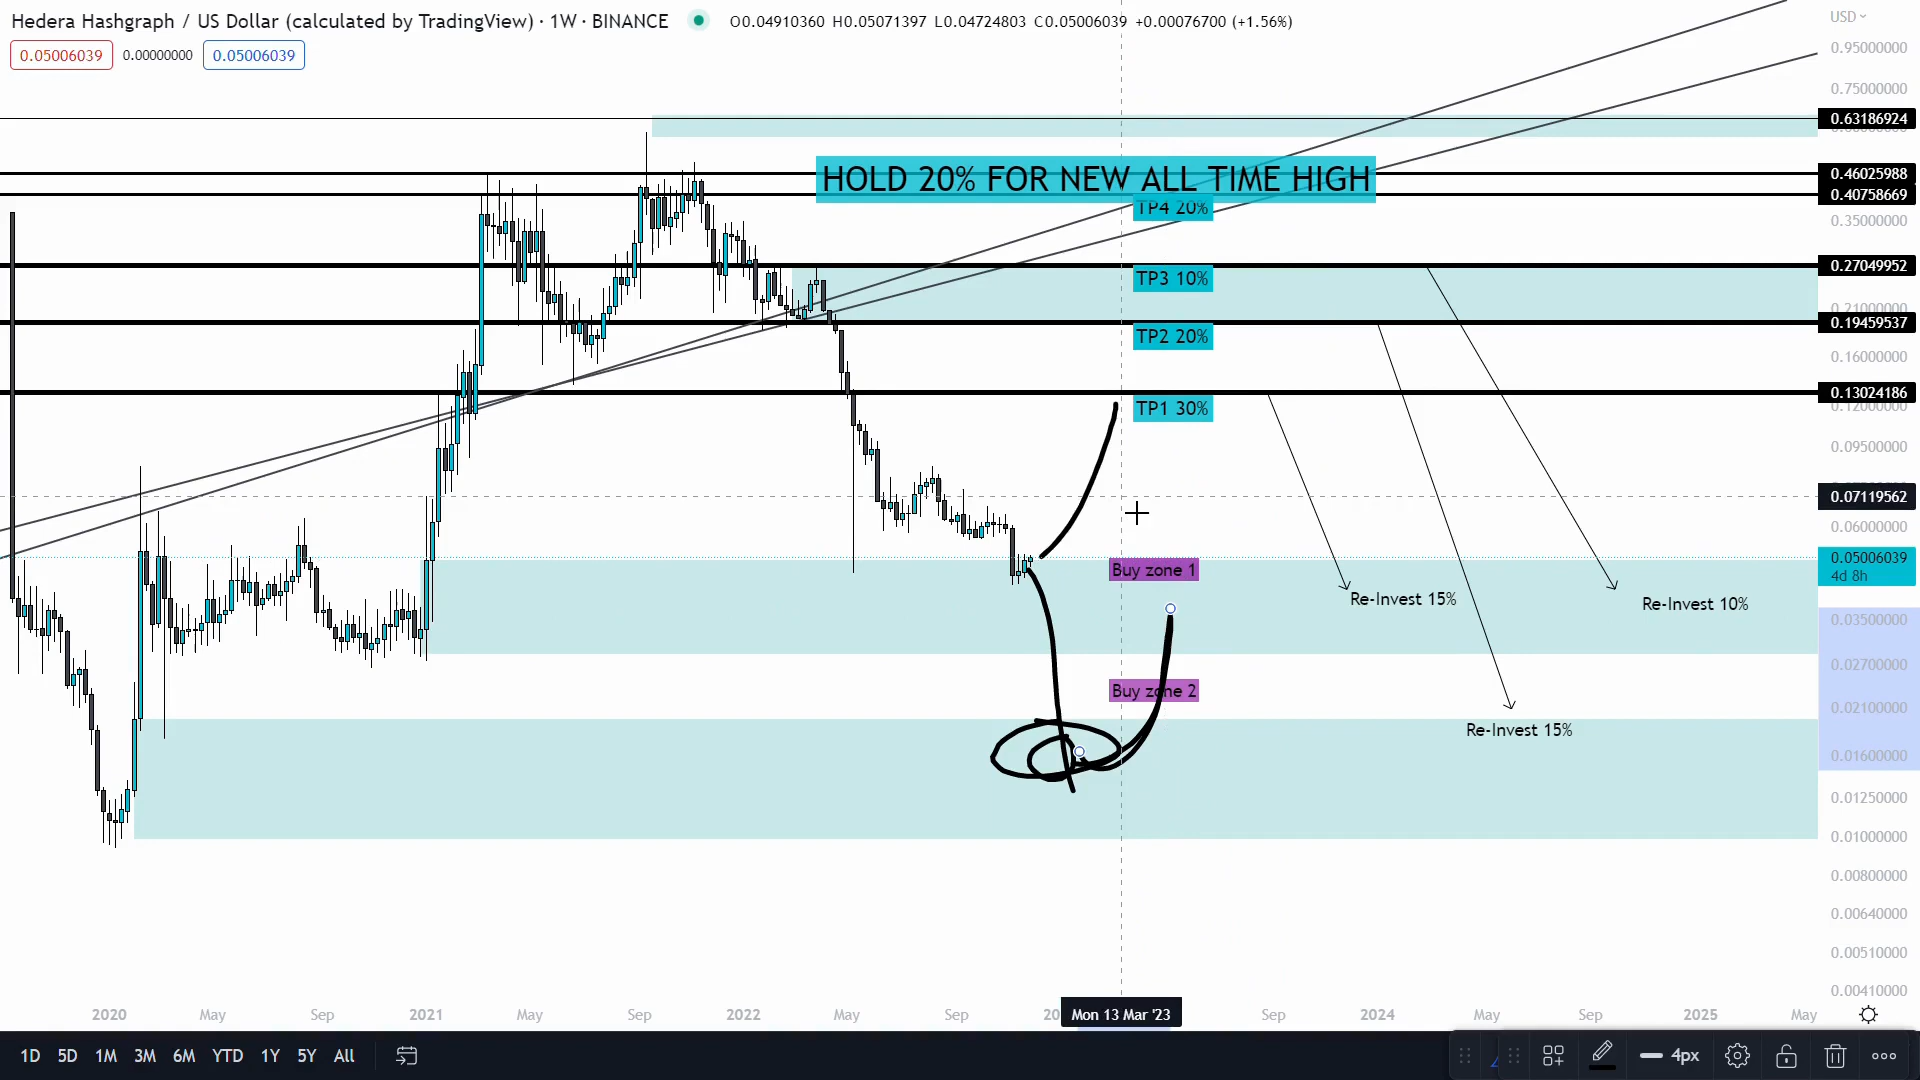 Hedera Hashgraph / US Dollar (calculated by TradingView) · 1W · BINANCE O0.04910360 H0.05071397 L0.04724803 C0.05006039 +0.00076700 (+1.56%)
USD
0.05006039 0.00000000 0.05006039
0.95000000
0.75000000
0.63186924
0.46025988
HOLD 20% FOR NEW ALL TIME HIGH
0.40758669
TP4 20%
0.35000000
0.27049952
TP3 10%
0.21000000
0.19459537
TP2 20%
0.16000000
0.13024186
TP1 30%
0.12000000
0.09500000
0.07119562
0.06000000
0.05006039
Buy zone 1
4d 8h
Re-Invest 15%
Re-Invest 10%
0.03500000
0.02700000
Buy zone 2
0.02100000
Re-Invest 15%
0.01600000
0.01250000
0.01000000
0.00800000
0.00640000
0.00510000
0.00410000
2020 May Sep 2021 May Sep 2022 May Sep Mon 13 Mar '23 Sep 2024 May Sep 2025 May
1D 5D 1M 3M 6M YTD 1Y 5Y All 4px